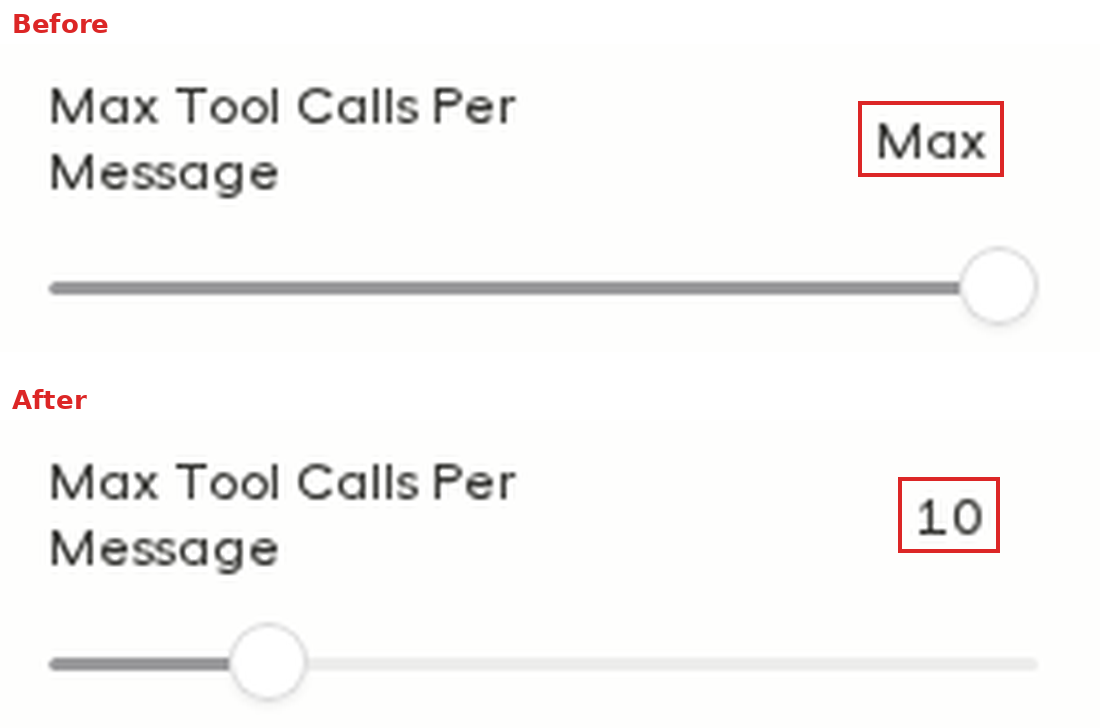 Before
Max Tool Calls Per
Message
Max
After
Max Tool Calls Per
Message
10